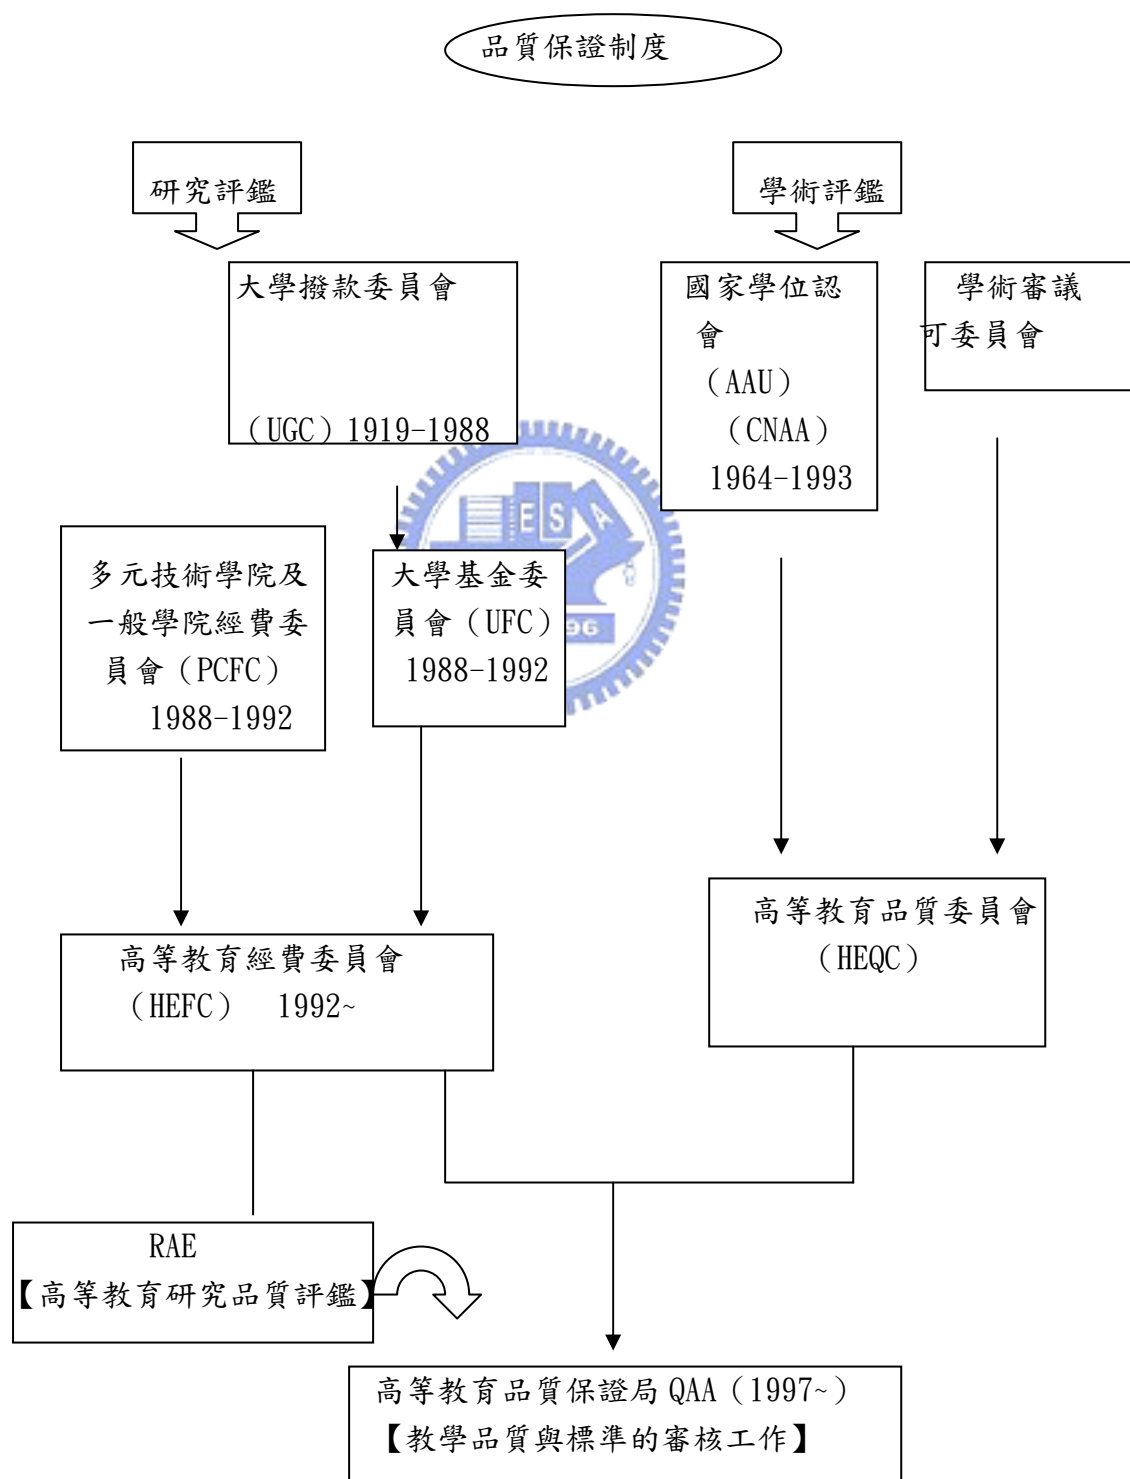 品質保證制度
研究評鑑
學術評鑑
大學撥款委員會
（UGC）1919-1988
國家學位認
會
（AAU）
（CNAA）
1964-1993
學術審議
可委員會
ESA
96
多元技術學院及
一般學院經費委
員會（PCFC）
1988-1992
大學基金委
員會（UFC）
1988-1992
高等教育品質委員會
（HEQC）
高等教育經費委員會
（HEFC） 1992~
RAE
【高等教育研究品質評鑑】
高等教育品質保證局 QAA（1997~）
【教學品質與標準的審核工作】